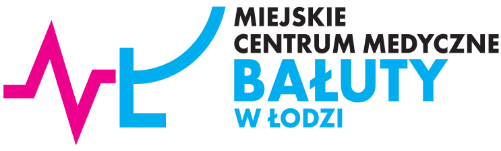 MIEJSKIE
CENTRUM MEDYCZNE
BAŁUTY
W ŁODZI